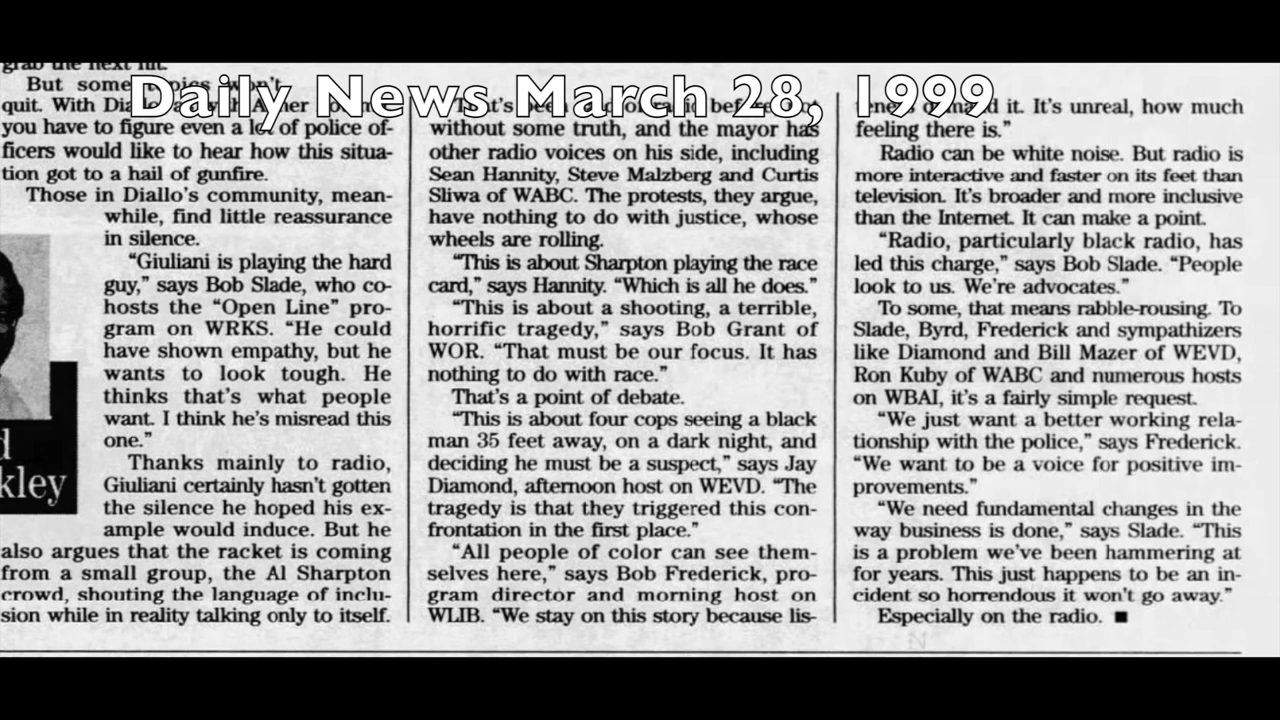 Daily News March 28, 1999
grab the next hit.
But some topics won't
quit. With
you have to figure even a lot of police of-
ficers would like to hear how this situa-
tion got to a hail of gunfire.
Those in Diallo's community, mean-
while, find little reassurance
in silence.
"Giuliani is playing the hard
guy," says Bob Slade, who co-
hosts the "Open Line" pro-
gram on WRKS. "He could
have shown empathy, but he
wants to look tough. He
thinks that's what people
want. I think he's misread this
one."
Thanks mainly to radio,
Giuliani certainly hasn't gotten
the silence he hoped his ex-
ample would induce. But he
also argues that the racket is coming
from a small group, the Al Sharpton
crowd, shouting the language of inclu-
sion while in reality talking only to itself.
d
kley
That's been
without some truth, and the mayor has
other radio voices on his side, including
Sean Hannity, Steve Malzberg and Curtis
Sliwa of WABC. The protests, they argue,
have nothing to do with justice, whose
wheels are rolling.
"This is about Sharpton playing the race
card," says Hannity. "Which is all he does."
"This is about a shooting, a terrible,
horrific tragedy," says Bob Grant of
WOR. "That must be our focus. It has
nothing to do with race."
That's a point of debate.
"This is about four cops seeing a black
man 35 feet away, on a dark night, and
deciding he must be a suspect," says Jay
Diamond, afternoon host on WEVD. "The
tragedy is that they triggered this con-
frontation in the first place."
"All people of color can see them-
selves here," says Bob Frederick, pro-
gram director and morning host on
WLIB. "We stay on this story because lis-
teners demand it. It's unreal, how much
feeling there is."
Radio can be white noise. But radio is
more interactive and faster on its feet than
television. It's broader and more inclusive
than the Internet. It can make a point.
"Radio, particularly black radio, has
led this charge," says Bob Slade. "People
look to us. We're advocates."
To some, that means rabble-rousing. To
Slade, Byrd, Frederick and sympathizers
like Diamond and Bill Mazer of WEVD,
Ron Kuby of WABC and numerous hosts
on WBAI, it's a fairly simple request.
"We just want a better working rela-
tionship with the police," says Frederick.
"We want to be a voice for positive im-
provements."
"We need fundamental changes in the
way business is done," says Slade. "This
is a problem we've been hammering at
for years. This just happens to be an in-
cident so horrendous it won't go away."
Especially on the radio. ■